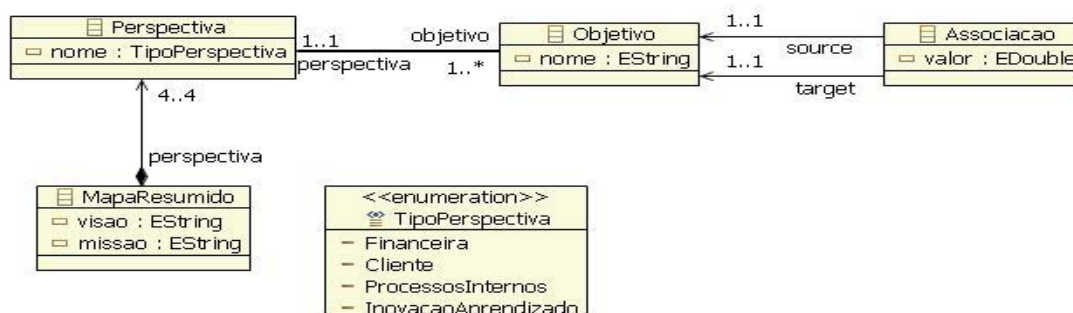 Perspectiva
nome : TipoPerspectiva
1..1
perspectiva
objetivo
1..*
Objetivo
nome : EString
1..1
source
1..1
target
Associacao
valor : EDouble
4..4
perspectiva
MapaResumido
visao : EString
missao : EString
<<enumeration>>
TipoPerspectiva
Financeira
Cliente
ProcessosInternos
InovacaoAprendizado